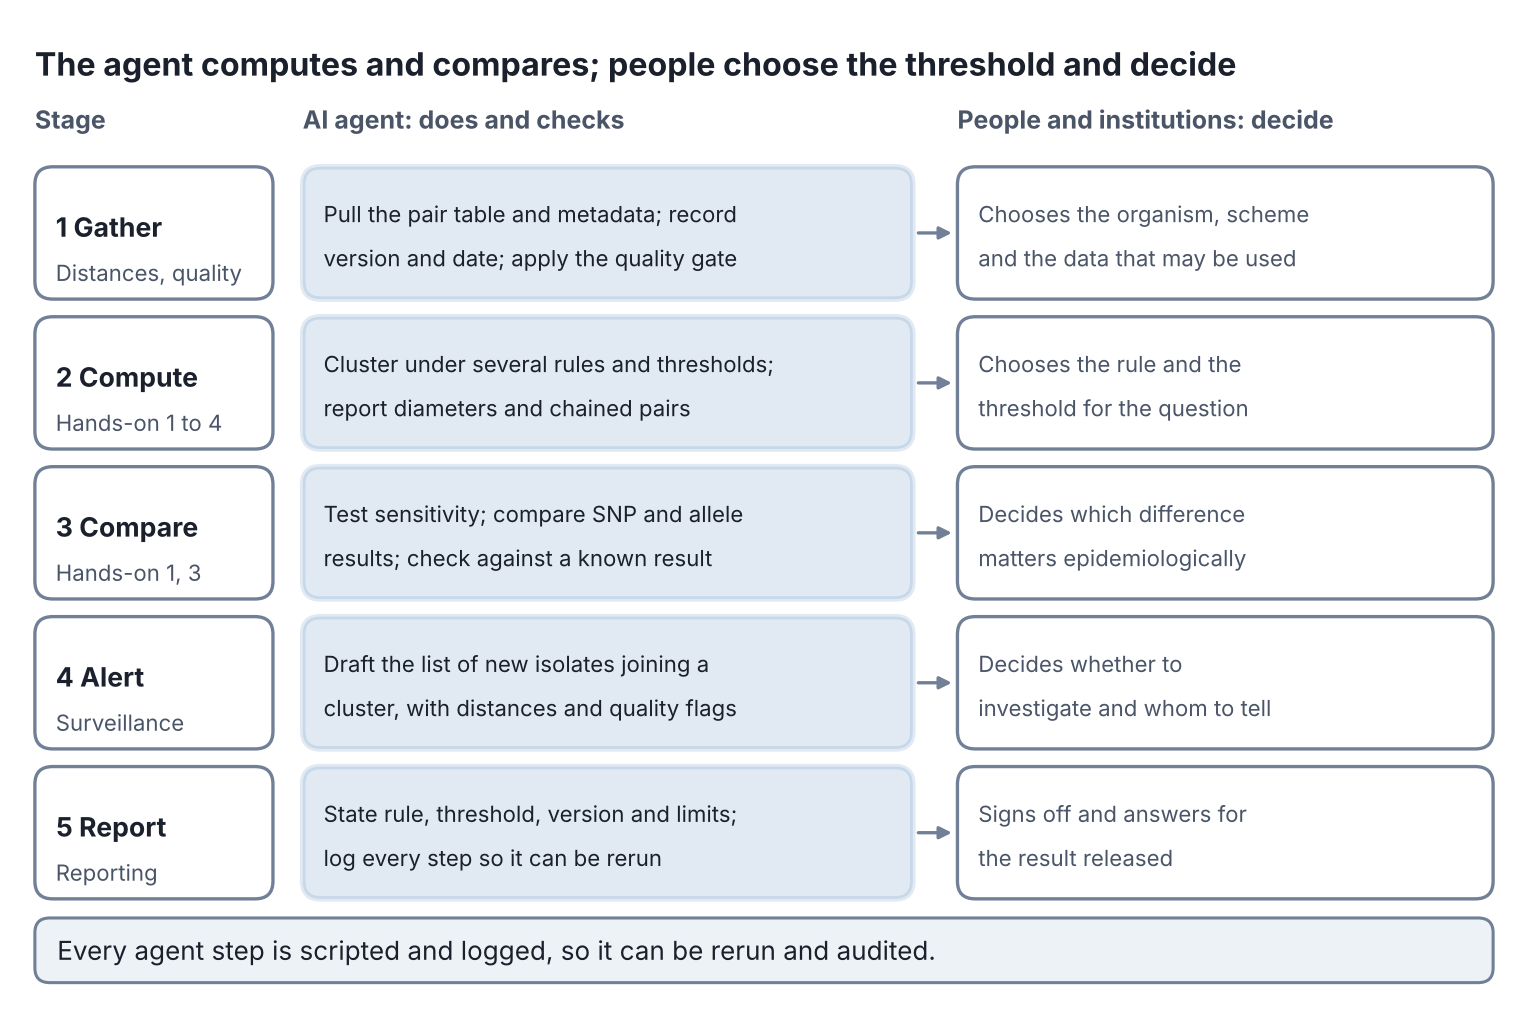 The agent computes and compares; people choose the threshold and decide
Stage
AI agent: does and checks
People and institutions: decide
1 Gather
Distances, quality
Pull the pair table and metadata; record
version and date; apply the quality gate
Chooses the organism, scheme
and the data that may be used
2 Compute
Hands-on 1 to 4
Cluster under several rules and thresholds;
report diameters and chained pairs
Chooses the rule and the
threshold for the question
3 Compare
Hands-on 1, 3
Test sensitivity; compare SNP and allele
results; check against a known result
Decides which difference
matters epidemiologically
4 Alert
Surveillance
Draft the list of new isolates joining a
cluster, with distances and quality flags
Decides whether to
investigate and whom to tell
5 Report
Reporting
State rule, threshold, version and limits;
log every step so it can be rerun
Signs off and answers for
the result released
Every agent step is scripted and logged, so it can be rerun and audited.